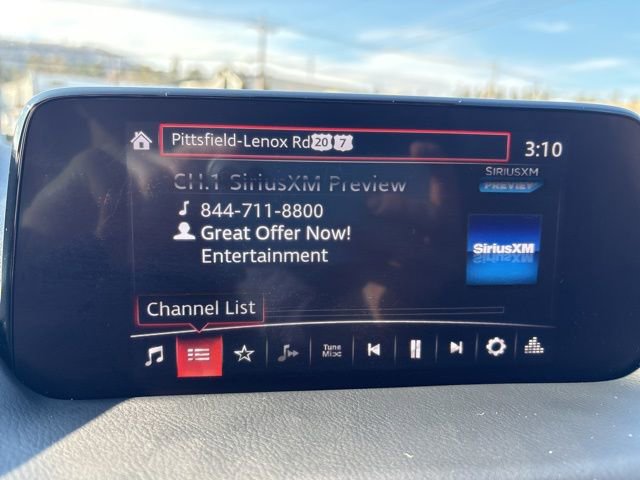 Pittsfield-Lenox Rd 20 7
3:10
CH.1 SiriusXM Preview
SIRIUSXM
PREVIEW
844-711-8800
Great Offer Now!
Entertainment
SiriusXM
Channel List
Tune
Misc